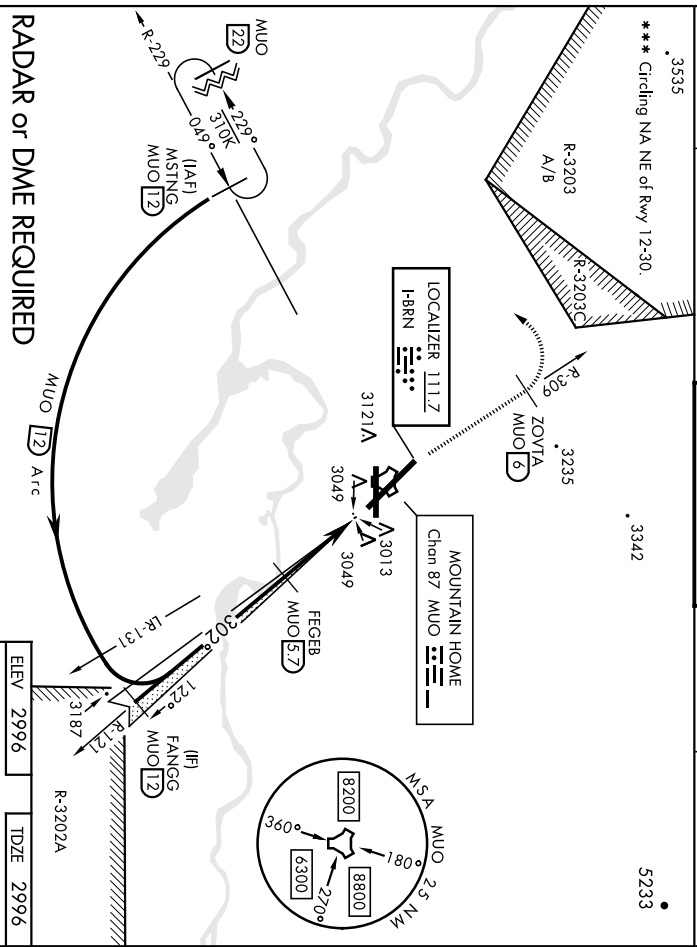 3535
*** Circling NA NE of Rwy 12-30.
R-3203
A/B
R-3203C
3342
5233
3235
R-309
ZOVTA
MUO 6
LOCALIZER 111.7
I-BRN
MOUNTAIN HOME
Chan 87 MUO
3121
3049
3013
3049
FEGEB
MUO 5.7
302°
LR-131
122°
R-121
(IF)
FANGG
MUO 12
3187
R-3202A
MSA MUO 25 NM
8200
8800
6300
360°
180°
270°
MUO
22
R-229
229°
310K
049°
(IAF)
MSTNG
MUO 12
MUO 12 Arc
RADAR or DME REQUIRED
ELEV 2996
TDZE 2996